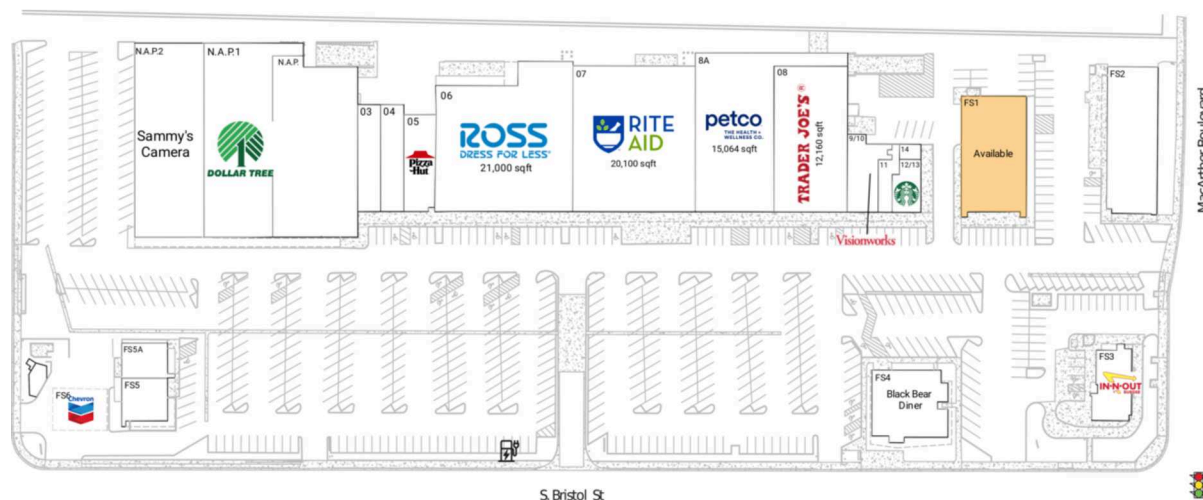 N.A.P.2
N.A.P.1
N.A.P.
Sammy's
Camera
DOLLAR TREE
03
04
05
Pizza
Hut
06
ROSS
DRESS FOR LESS
21,000 sqft
07
RITE
AID
20,100 sqft
8A
petco
THE HEALTH +
WELLNESS CO.
15,064 sqft
08
TRADER JOE'S®
12,160 sqft
9/10
11
14
12/13
Visionworks
FS1
Available
FS2
MacArthur Boulevard
FS5A
FS5
FS6
Chevron
FS4
Black Bear
Diner
FS3
IN-N-OUT
BURGER
S. Bristol St